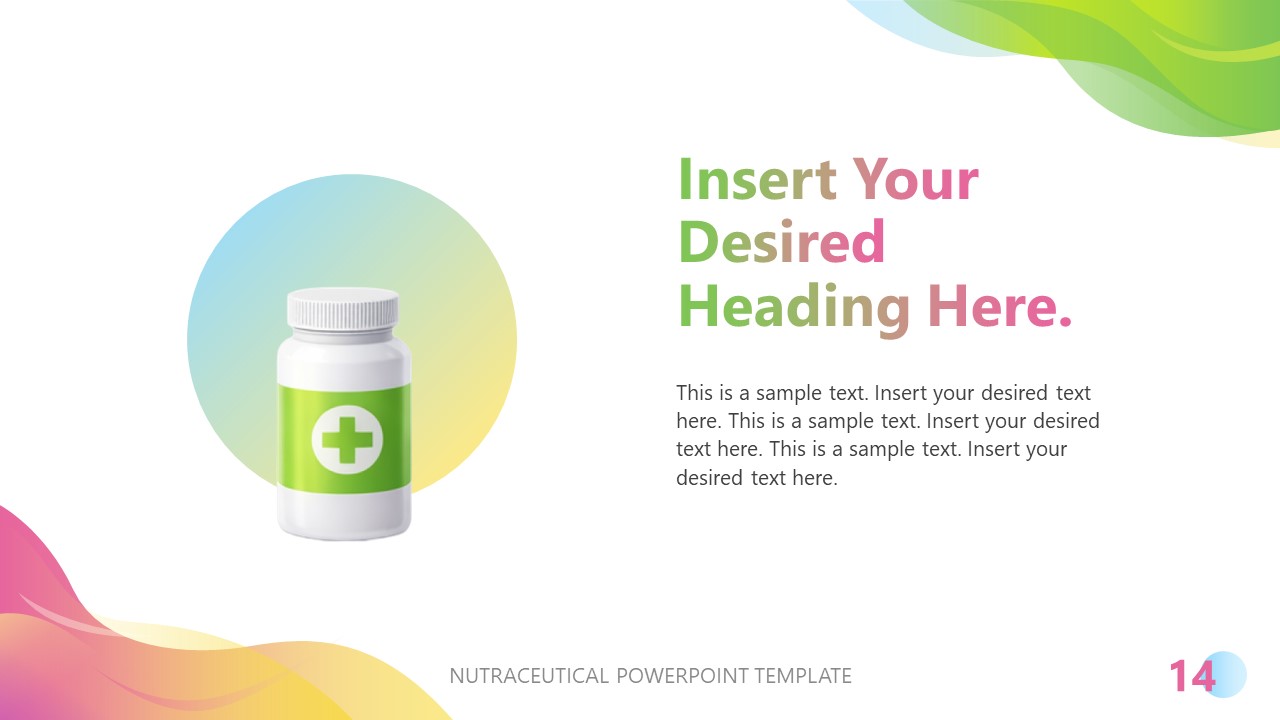 Insert Your
Desired
Heading Here.
This is a sample text. Insert your desired text
here. This is a sample text. Insert your desired
text here. This is a sample text. Insert your
desired text here.
NUTRACEUTICAL POWERPOINT TEMPLATE
14